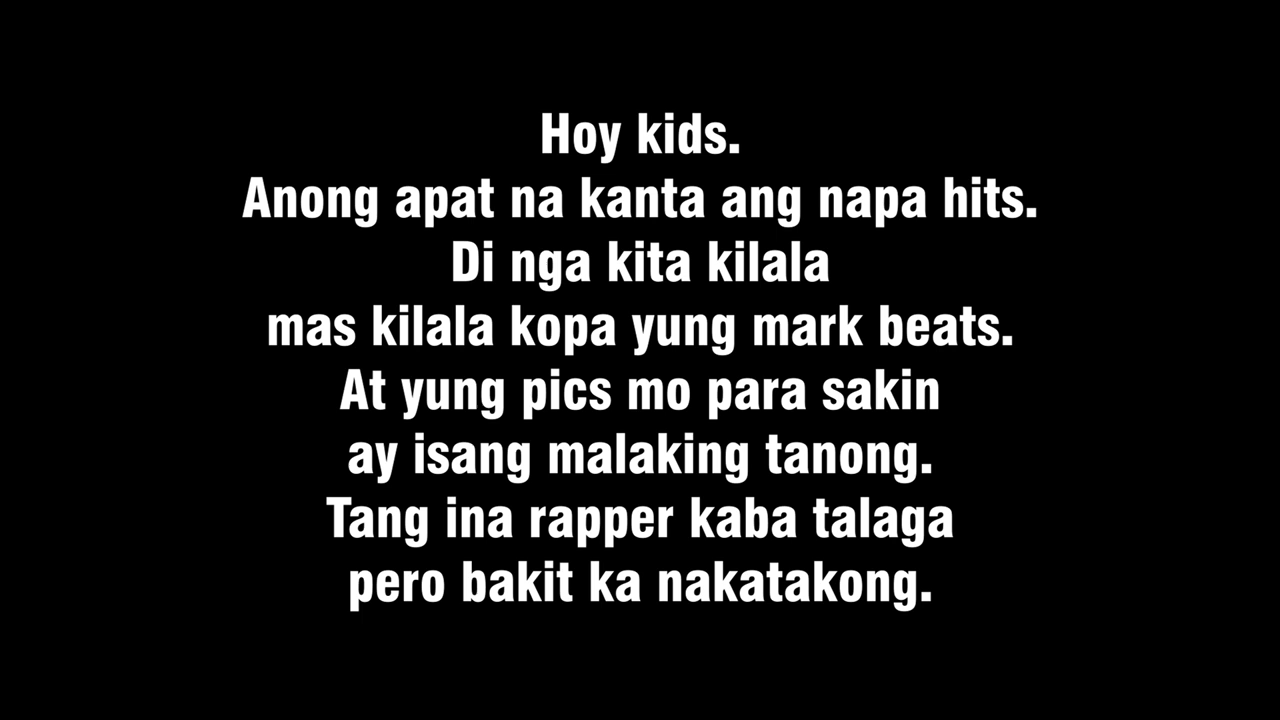 Hoy kids.
Anong apat na kanta ang napa hits.
Di nga kita kilala
mas kilala kopa yung mark beats.
At yung pics mo para sakin
ay isang malaking tanong.
Tang ina rapper kaba talaga
pero bakit ka nakatakong.